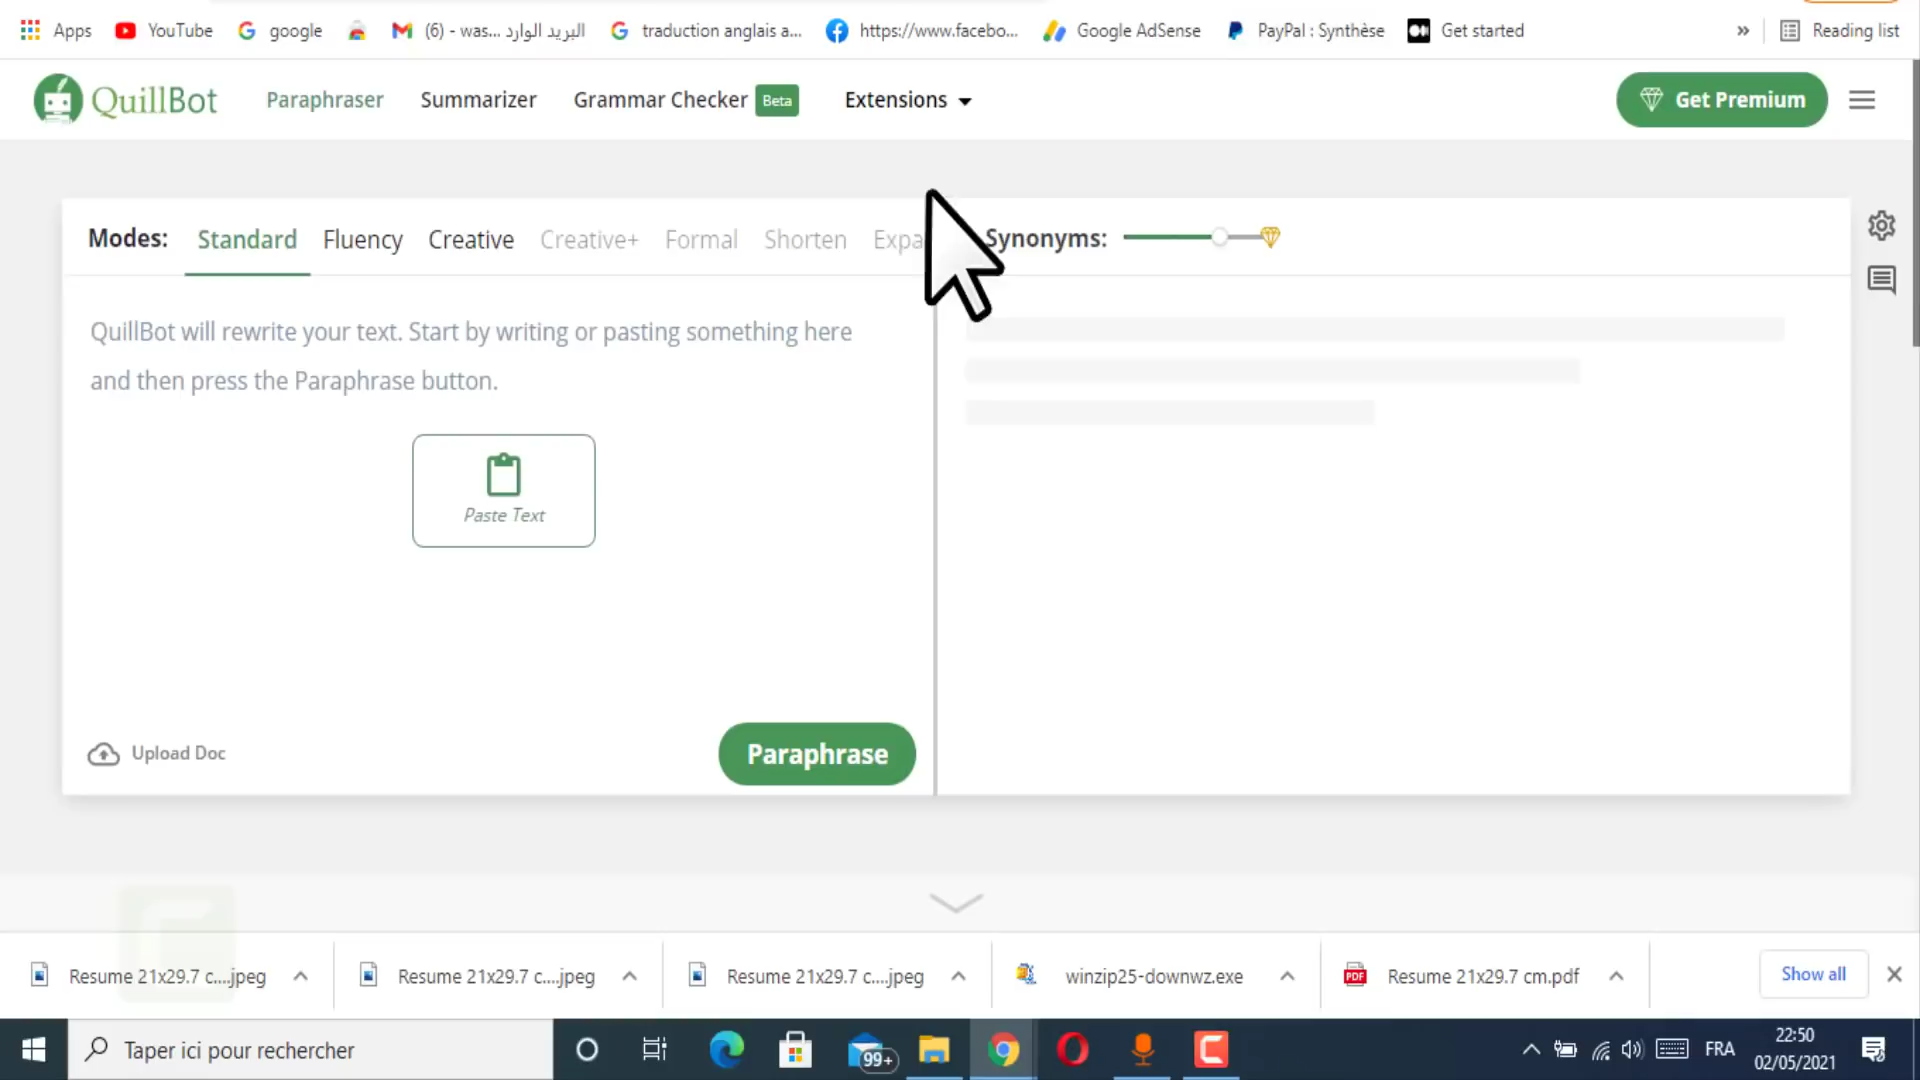 Apps YouTube google (6) - was... البريد الوارد traduction anglais a... https://www.facebo... Google AdSense PayPal : Synthèse Get started » Reading list
QuillBot Paraphraser Summarizer Grammar Checker Beta Extensions Get Premium
Modes: Standard Fluency Creative Creative+ Formal Shorten Expa Synonyms:
QuillBot will rewrite your text. Start by writing or pasting something here
and then press the Paraphrase button.
Paste Text
Upload Doc Paraphrase
Resume 21x29.7 c....jpeg Resume 21x29.7 c....jpeg Resume 21x29.7 c....jpeg winzip25-downwz.exe Resume 21x29.7 cm.pdf Show all
PDF
Taper ici pour rechercher 99+ FRA 22:50
02/05/2021